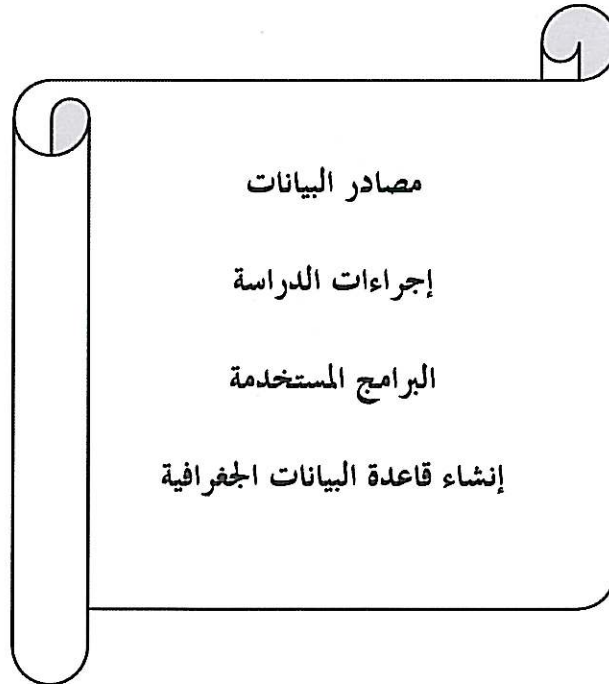 مصادر البيانات
إجراءات الدراسة
البرامج المستخدمة
إنشاء قاعدة البيانات الجغرافية